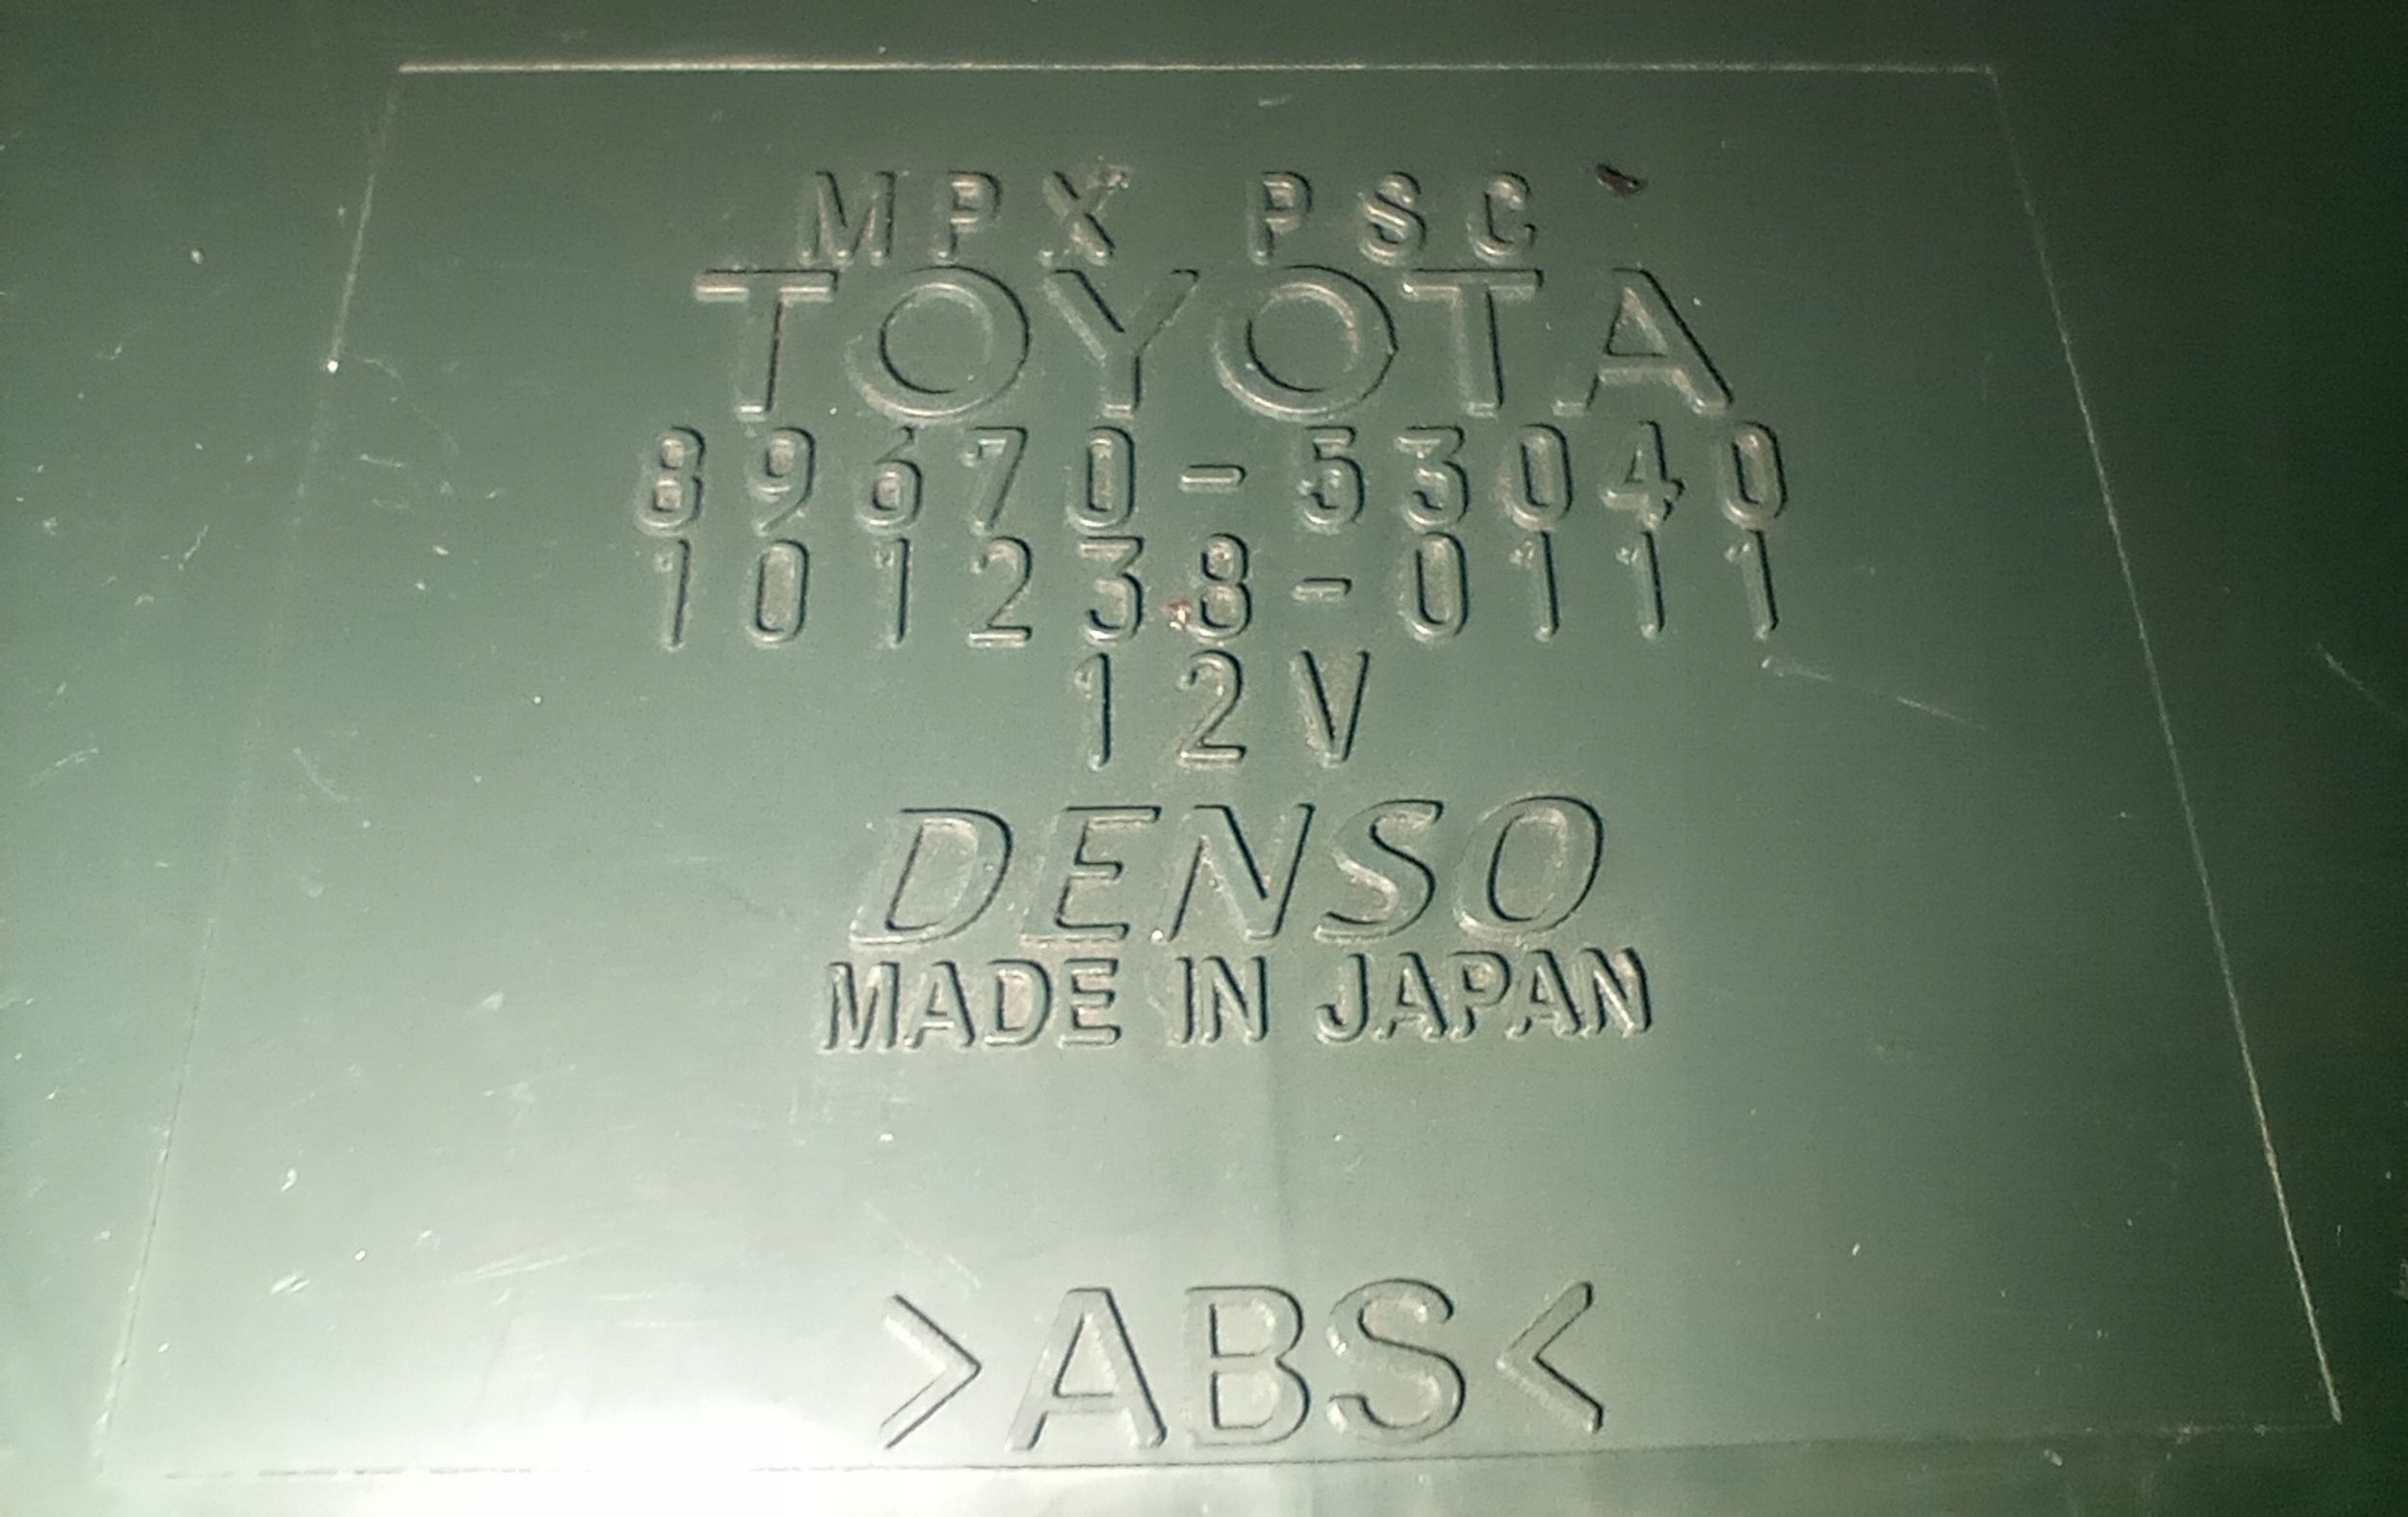 MPX PSC
TOYOTA
89670-53040
101238-0111
12V
DENSO
MADE IN JAPAN
>ABS<